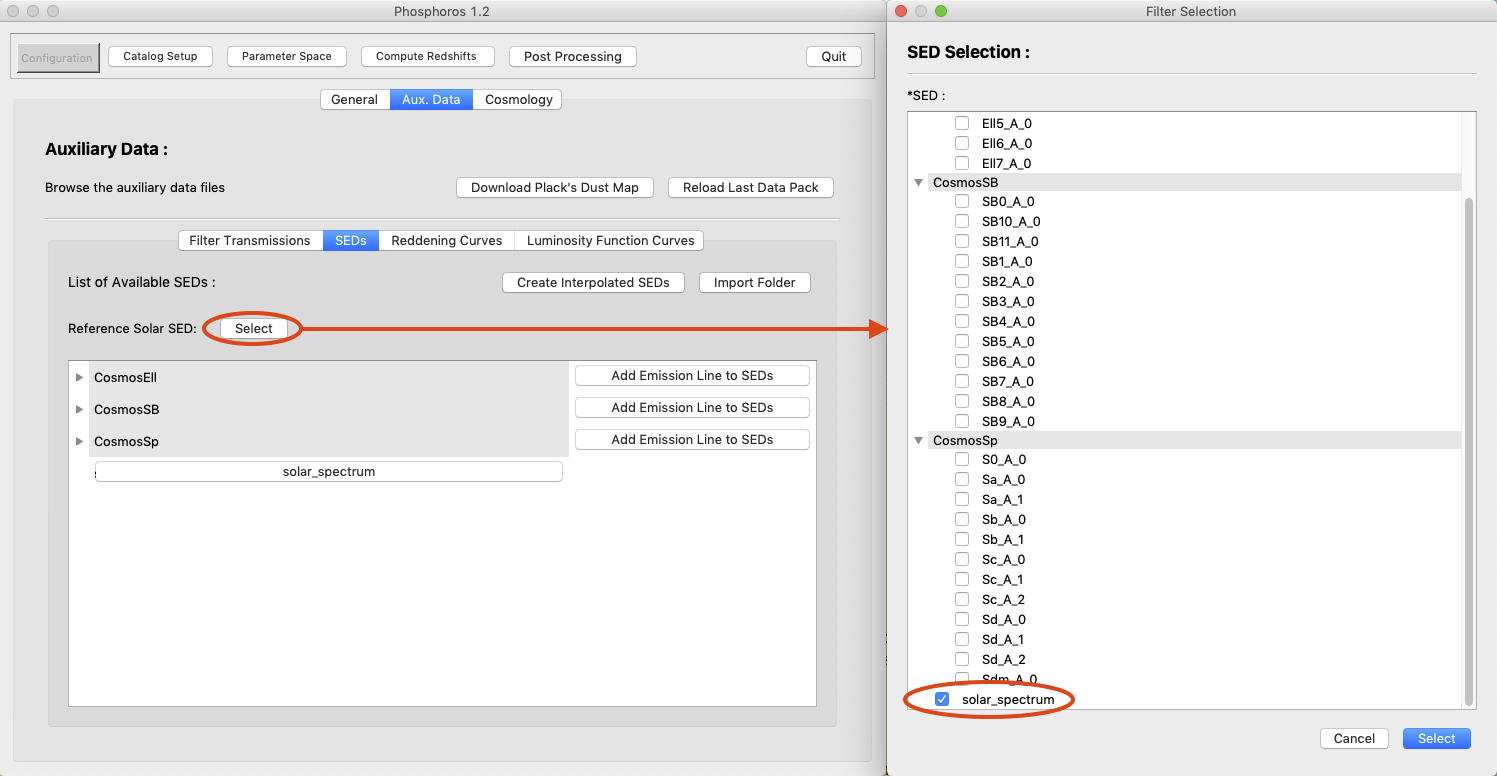 Phosphoros 1.2
Configuration Catalog Setup Parameter Space Compute Redshifts Post Processing Quit
General Aux. Data Cosmology
Auxiliary Data :
Browse the auxiliary data files Download Plack's Dust Map Reload Last Data Pack
Filter Transmissions SEDs Reddening Curves Luminosity Function Curves
List of Available SEDs : Create Interpolated SEDs Import Folder
Reference Solar SED: Select
CosmosEll Add Emission Line to SEDs
CosmosSB Add Emission Line to SEDs
CosmosSp Add Emission Line to SEDs
solar_spectrum
Filter Selection
SED Selection :
*SED :
Ell5_A_0
Ell6_A_0
Ell7_A_0
CosmosSB
SB0_A_0
SB10_A_0
SB11_A_0
SB1_A_0
SB2_A_0
SB3_A_0
SB4_A_0
SB5_A_0
SB6_A_0
SB7_A_0
SB8_A_0
SB9_A_0
CosmosSp
S0_A_0
Sa_A_0
Sa_A_1
Sb_A_0
Sb_A_1
Sc_A_0
Sc_A_1
Sc_A_2
Sd_A_0
Sd_A_1
Sd_A_2
Sdm_A_0
solar_spectrum
Cancel Select